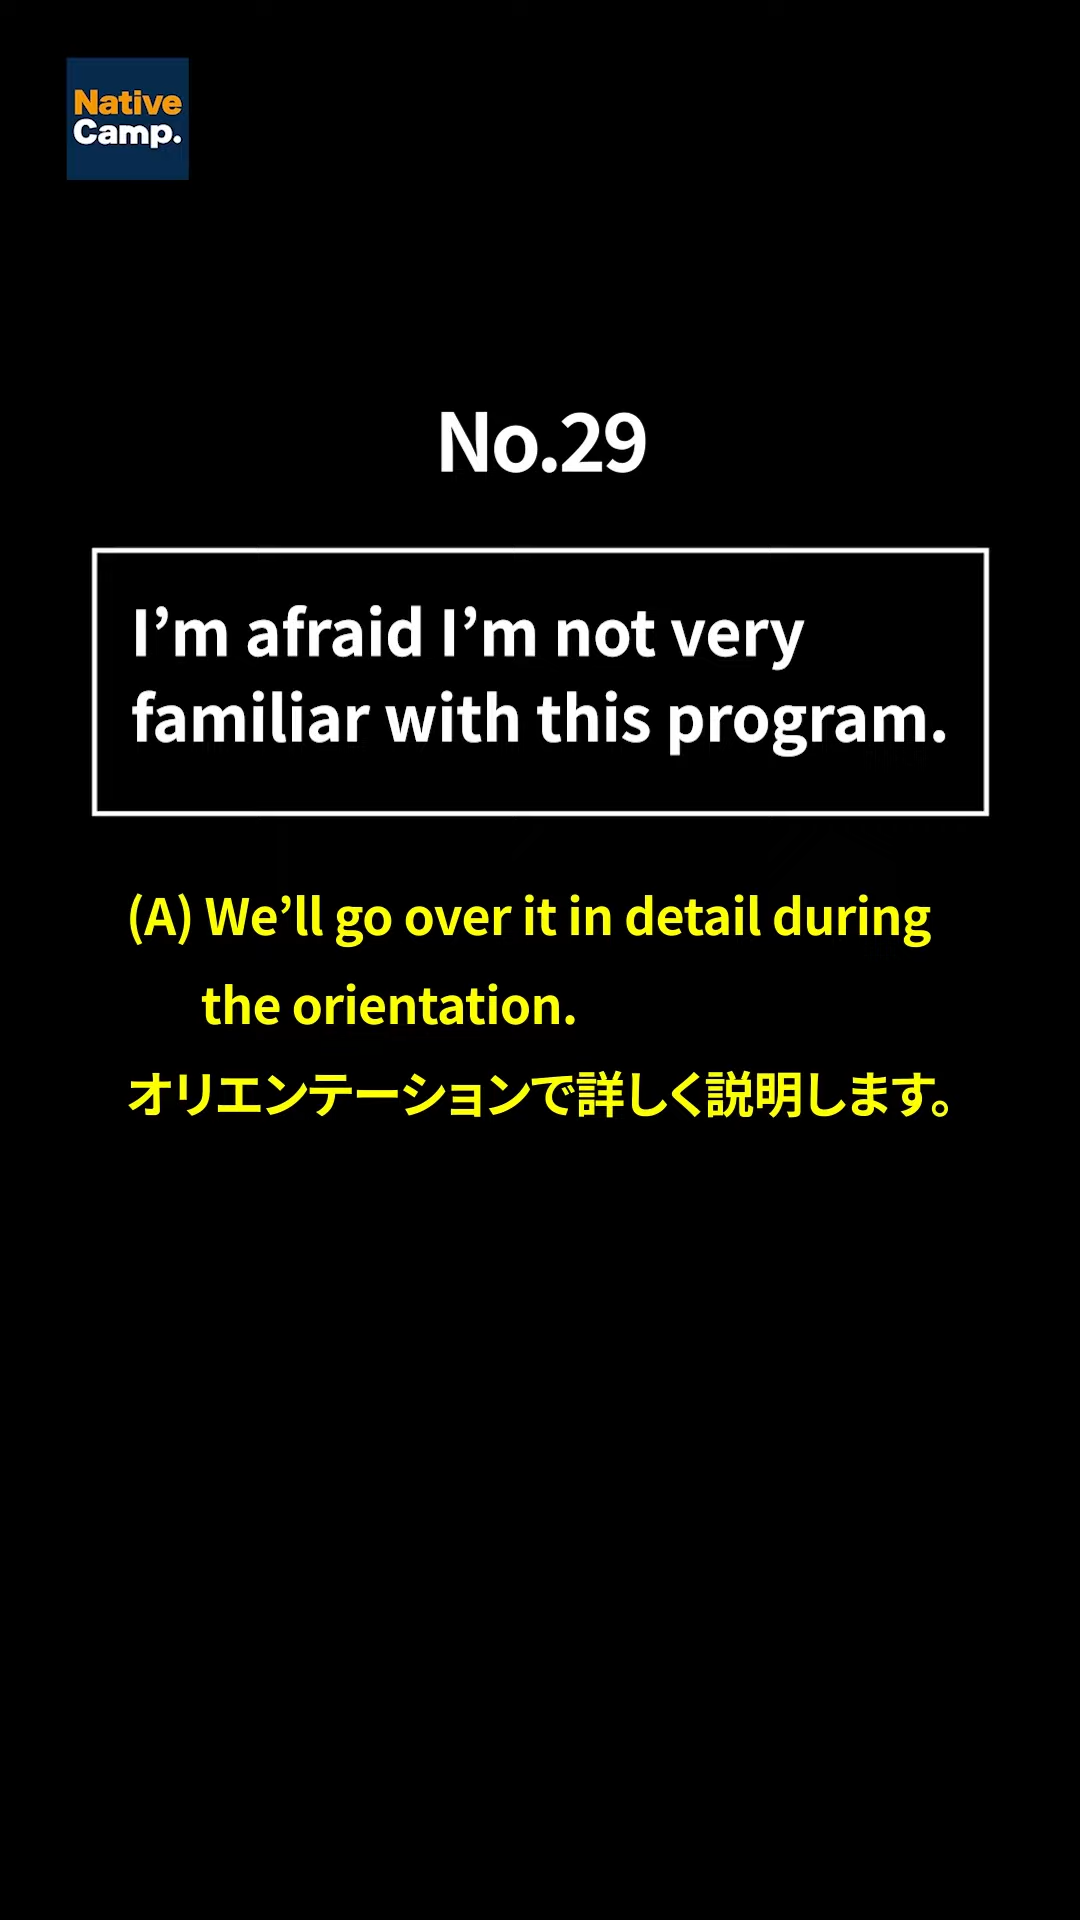 Native
Camp.
No.29
I’m afraid I’m not very
familiar with this program.
(A) We’ll go over it in detail during
the orientation.
オリエンテーションで詳しく説明します。